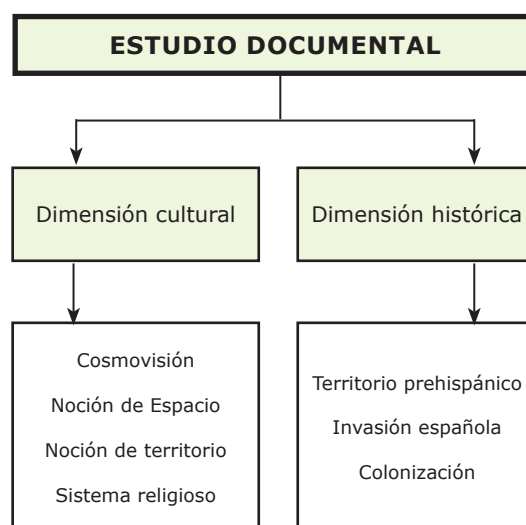 ESTUDIO DOCUMENTAL
Dimensión cultural
Dimensión histórica
Cosmovisión
Noción de Espacio
Noción de territorio
Sistema religioso
Territorio prehispánico
Invasión española
Colonización